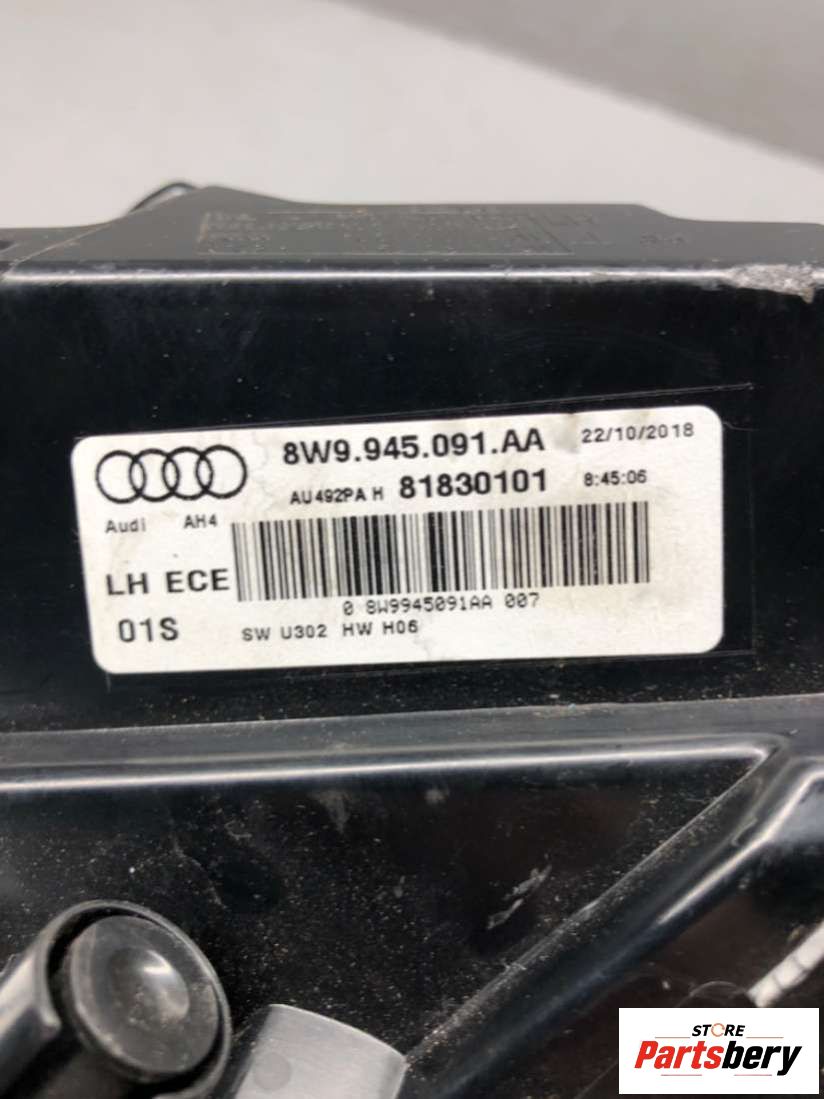 8W9.945.091.AA 22/10/2018
AU492PA H 81830101 8:45:06
Audi AH4
LH ECE
0 8W9945091AA 007
01S SW U302 HW H06
STORE
Partsbery